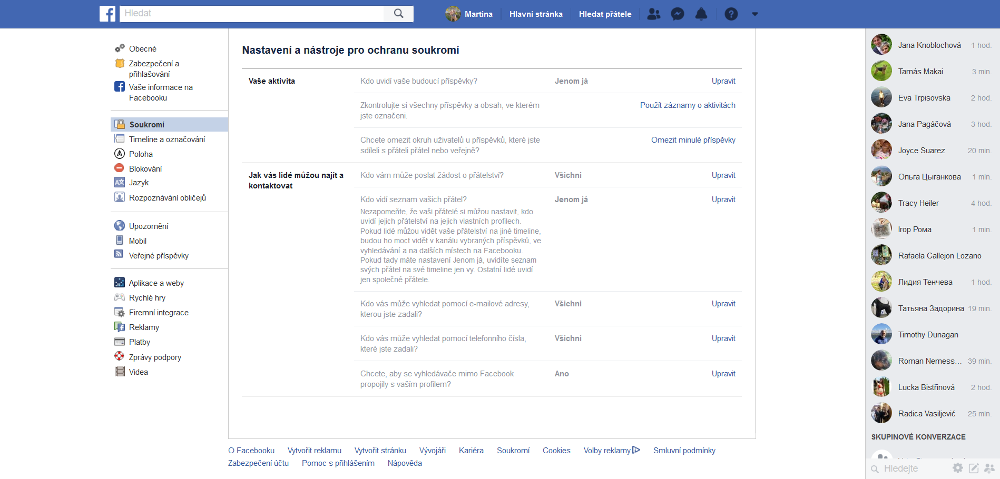 Hledat
Martina
Hlavní stránka
Hledat přátele
Obecné
Zabezpečení a
přihlašování
Vaše informace na
Facebooku
Soukromí
Timeline a označování
Poloha
Blokování
Jazyk
Rozpoznávání obličejů
Upozornění
Mobil
Veřejné příspěvky
Aplikace a weby
Rychlé hry
Firemní integrace
Reklamy
Platby
Zprávy podpory
Videa
Nastavení a nástroje pro ochranu soukromí
Vaše aktivita
Kdo uvidí vaše budoucí příspěvky?
Jenom já
Upravit
Zkontrolujte si všechny příspěvky a obsah, ve kterém
jste označeni.
Použít záznamy o aktivitách
Chcete omezit okruh uživatelů u příspěvků, které jste
sdíleli s přáteli přátel nebo veřejně?
Omezit minulé příspěvky
Jak vás lidé můžou najít a
kontaktovat
Kdo vám může poslat žádost o přátelství?
Všichni
Upravit
Kdo vidí seznam vašich přátel?
Jenom já
Upravit
Nezapomeňte, že vaši přátelé si můžou nastavit, kdo
uvidí jejich přátelství na jejich vlastních profilech.
Pokud lidé můžou vidět vaše přátelství na jiné timeline,
budou ho moct vidět v kanálu vybraných příspěvků, ve
vyhledávání a na dalších místech na Facebooku.
Pokud tady máte nastavení Jenom já, uvidíte seznam
svých přátel na své timeline jen vy. Ostatní lidé uvidí
jen společné přátele.
Kdo vás může vyhledat pomocí e-mailové adresy,
kterou jste zadali?
Všichni
Upravit
Kdo vás může vyhledat pomocí telefonního čísla,
které jste zadali?
Všichni
Upravit
Chcete, aby se vyhledávače mimo Facebook
propojily s vaším profilem?
Ano
Upravit
O Facebooku
Vytvořit reklamu
Vytvořit stránku
Vývojáři
Kariéra
Soukromí
Cookies
Volby reklamy
Smluvní podmínky
Zabezpečení účtu
Pomoc s přihlášením
Nápověda
Jana Knoblochová 1 hod.
Tamás Makai 3 min.
Eva Trpisovska 2 hod.
Jana Pagáčová 3 hod.
Joyce Suarez 20 min.
Ольга Цыганкова 1 min.
Tracy Heiler 4 hod.
Ігор Рома 1 min.
Rafaela Callejon Lozano
Лидия Тенчева 1 hod.
Татьяна Задорина 19 min.
Timothy Dunagan
Roman Nemess... 39 min.
Lucka Bistřinová 2 hod.
Radica Vasiljević 25 min.
SKUPINOVÉ KONVERZACE
Hledejte